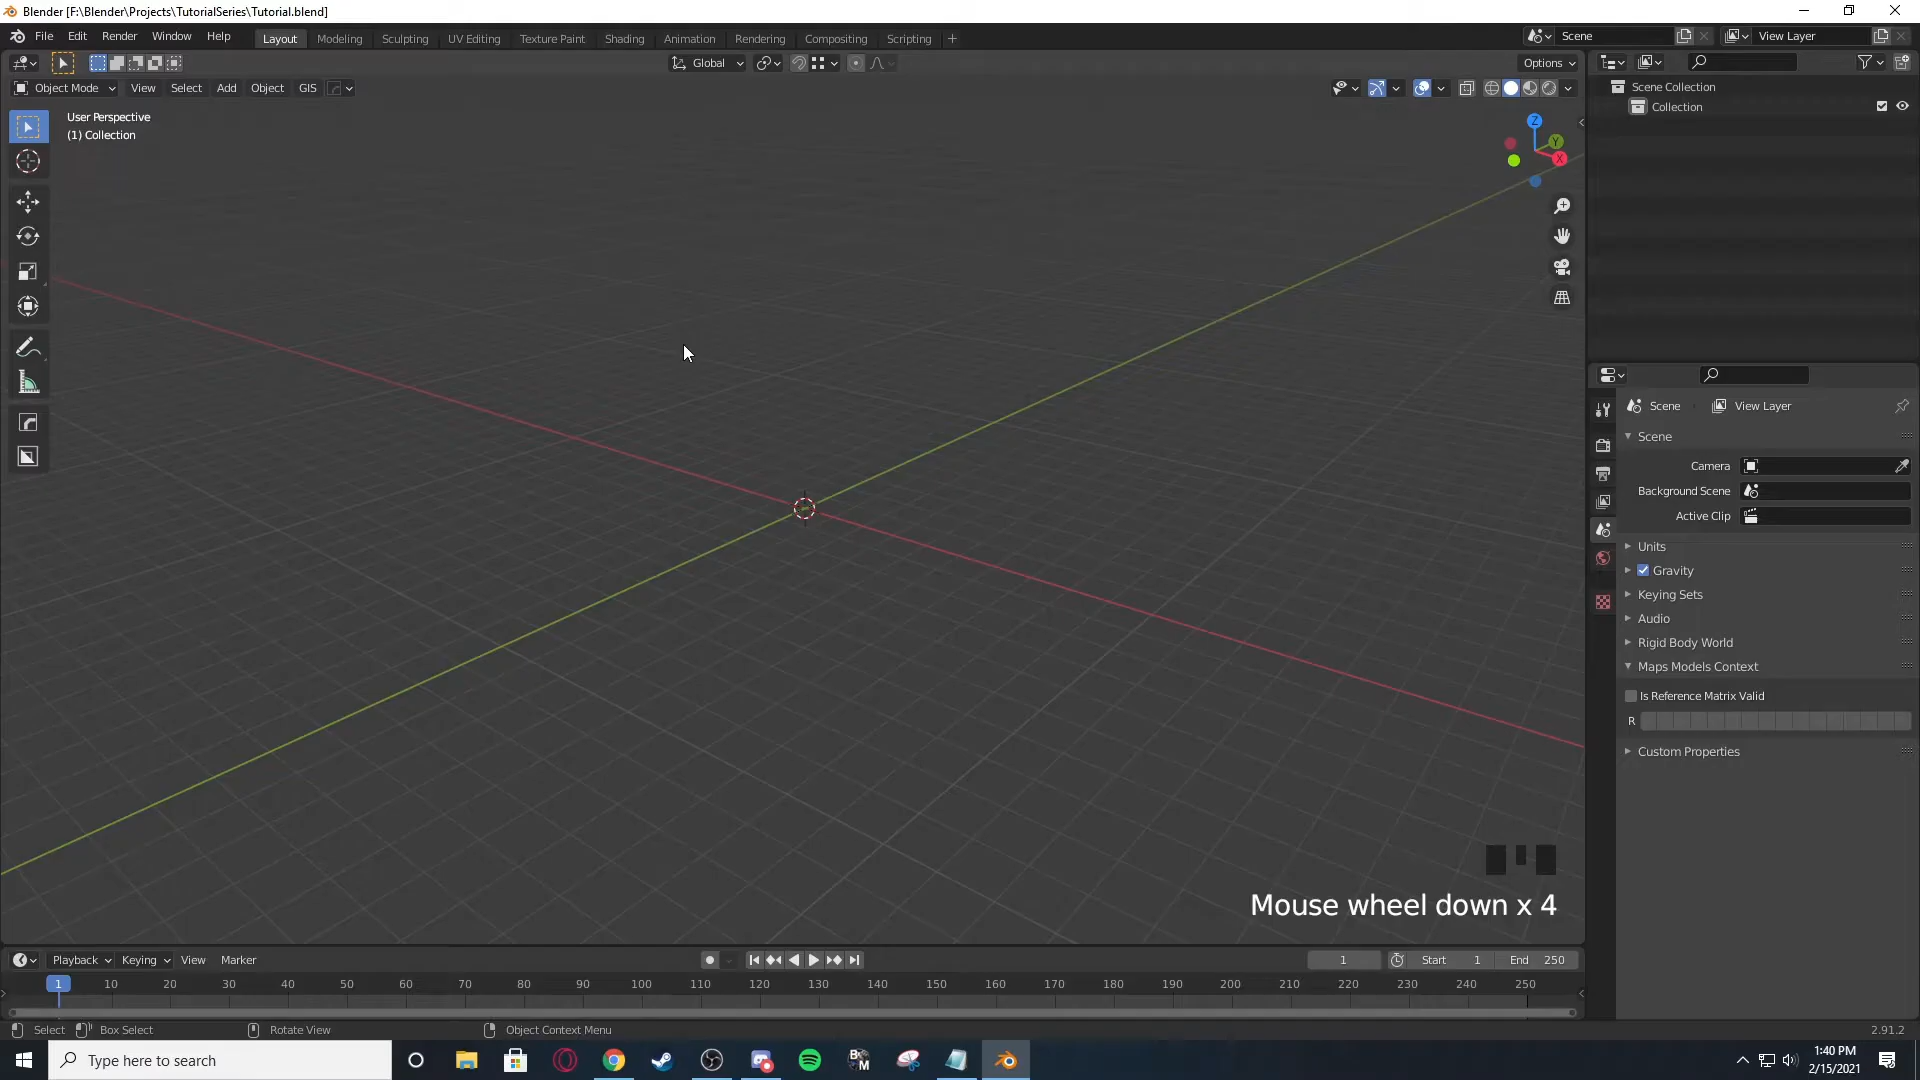 Blender [F:\Blender\Projects\TutorialSeries\Tutorial.blend]
File Edit Render Window Help Layout Modeling Sculpting UV Editing Texture Paint Shading Animation Rendering Compositing Scripting + Scene View Layer
Global Options
Object Mode View Select Add Object GIS
User Perspective
(1) Collection
Z
Y
X
Scene Collection
Collection
Scene View Layer
Scene
Camera
Background Scene
Active Clip
Units
Gravity
Keying Sets
Audio
Rigid Body World
Maps Models Context
Is Reference Matrix Valid
R
Custom Properties
Mouse wheel down x 4
Playback Keying View Marker 1 Start 1 End 250
1 10 20 30 40 50 60 70 80 90 100 110 120 130 140 150 160 170 180 190 200 210 220 230 240 250
Select Box Select Rotate View Object Context Menu 2.91.2
Type here to search
B
M
1:40 PM
2/15/2021